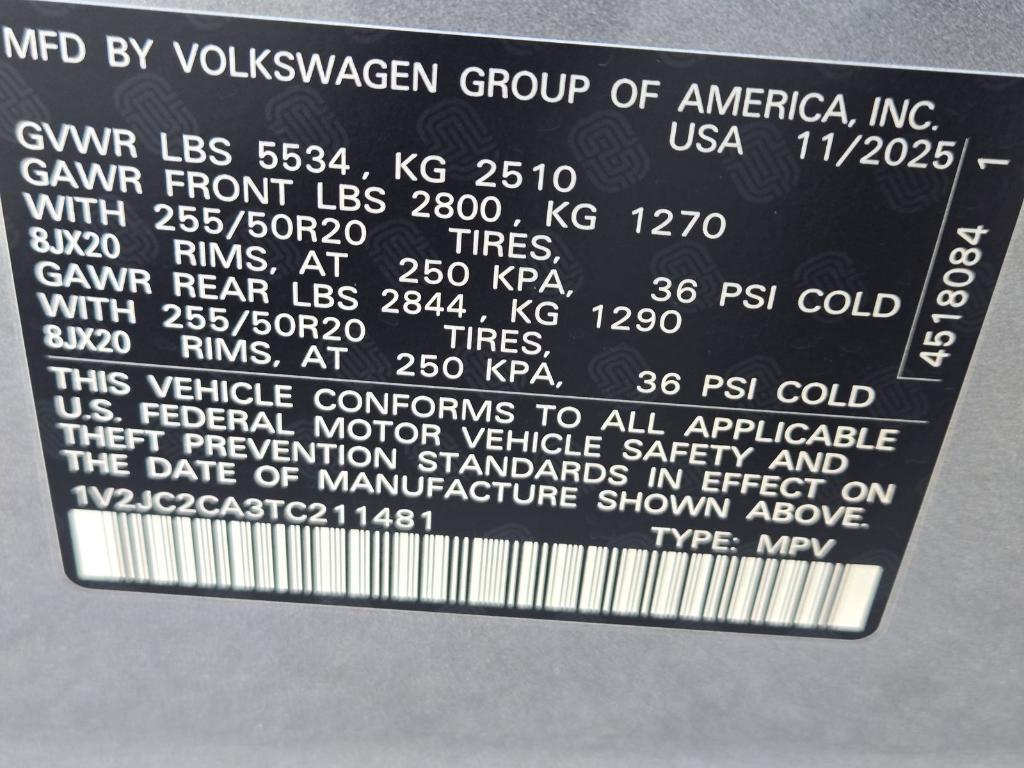 MFD BY VOLKSWAGEN GROUP OF AMERICA, INC.
USA 11/2025
GVWR LBS 5534, KG 2510
GAWR FRONT LBS 2800, KG 1270
WITH 255/50R20 TIRES,
8JX20 RIMS, AT 250 KPA, 36 PSI COLD
GAWR REAR LBS 2844, KG 1290
WITH 255/50R20 TIRES,
8JX20 RIMS, AT 250 KPA, 36 PSI COLD
4518084 1
THIS VEHICLE CONFORMS TO ALL APPLICABLE
U.S. FEDERAL MOTOR VEHICLE SAFETY AND
THEFT PREVENTION STANDARDS IN EFFECT ON
THE DATE OF MANUFACTURE SHOWN ABOVE.
1V2JC2CA3TC211481
TYPE: MPV